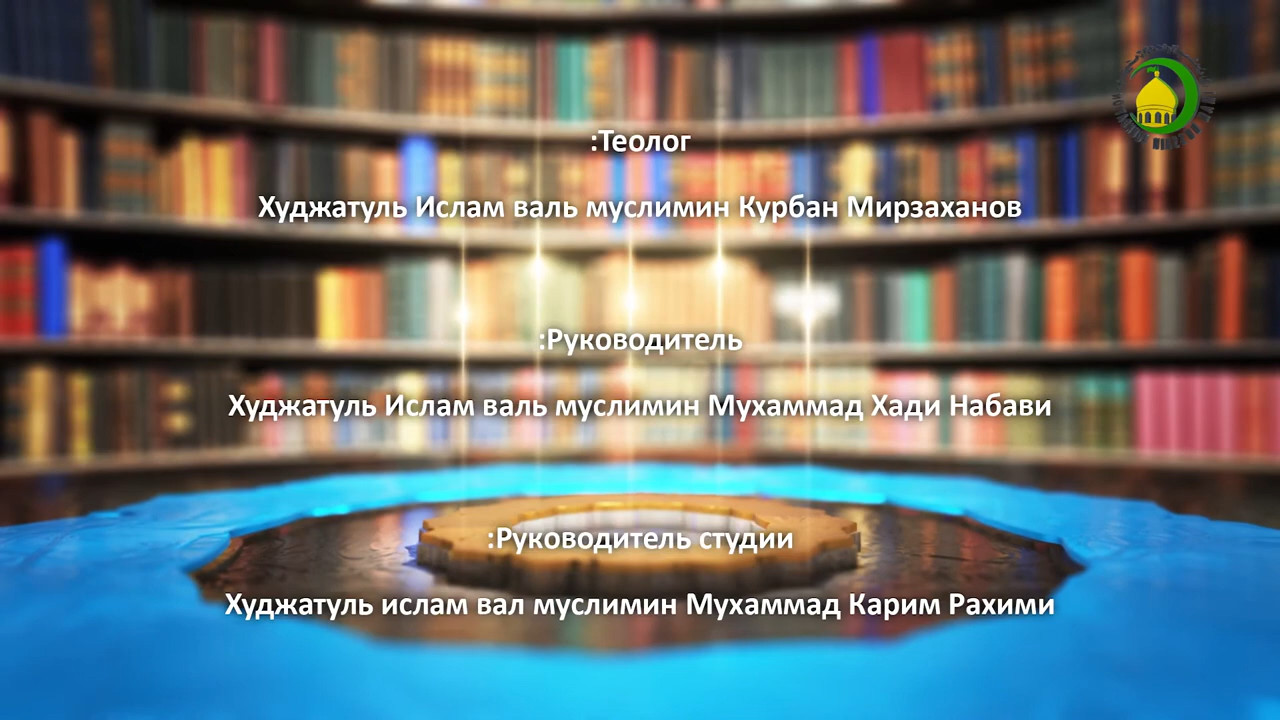 :Теолог
Худжатуль Ислам валь муслимин Курбан Мирзаханов
:Руководитель
Худжатуль Ислам валь муслимин Мухаммад Хади Набави
:Руководитель студии
Худжатуль ислам вал муслимин Мухаммад Карим Рахими